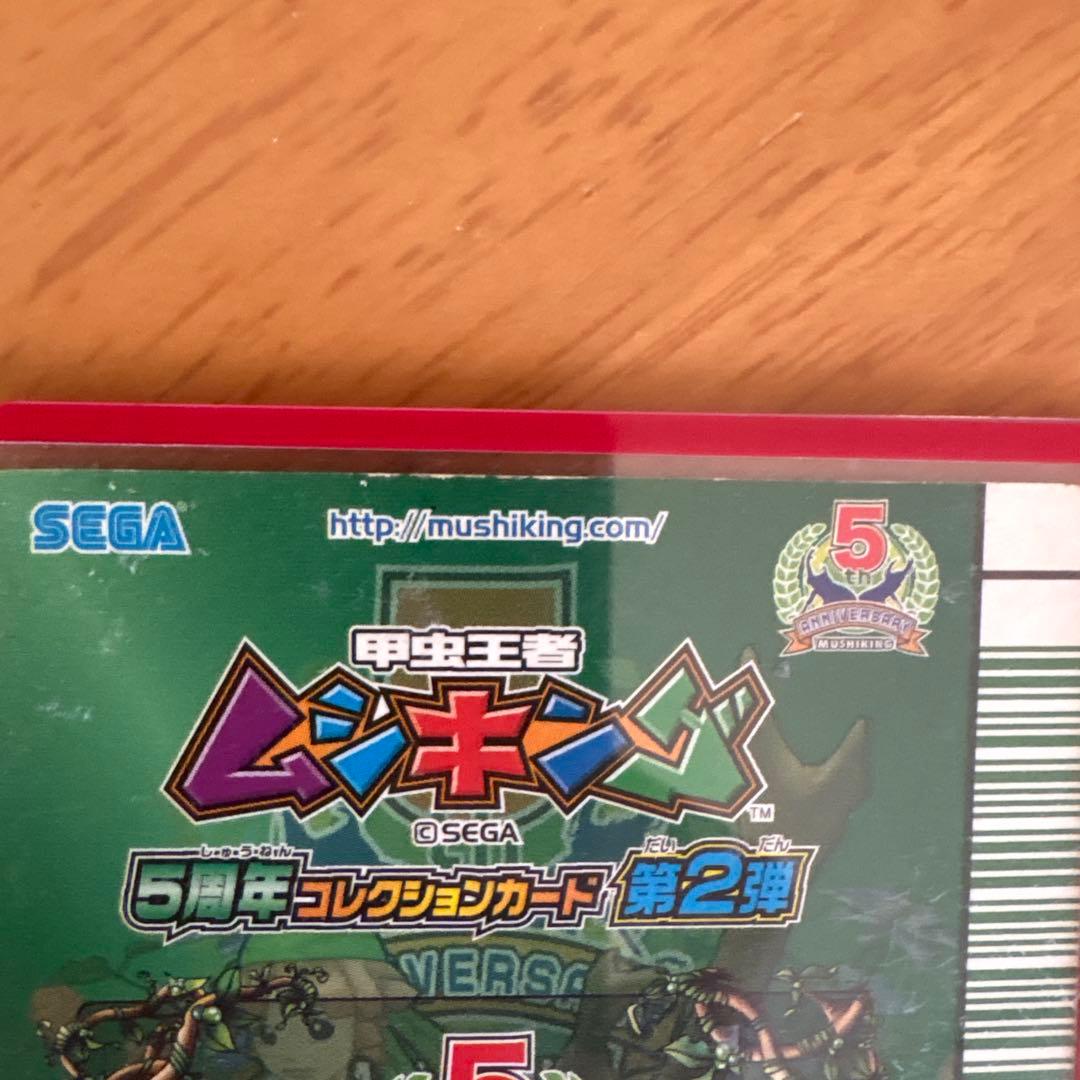 SEGA
http://mushiking.com/
5th
ANNIVERSARY
MUSHIKING
甲虫王者
ムシキング
TM
©SEGA
しゅうねん
だい
だん
5周年コレクションカード 第2弾
VERSA
5